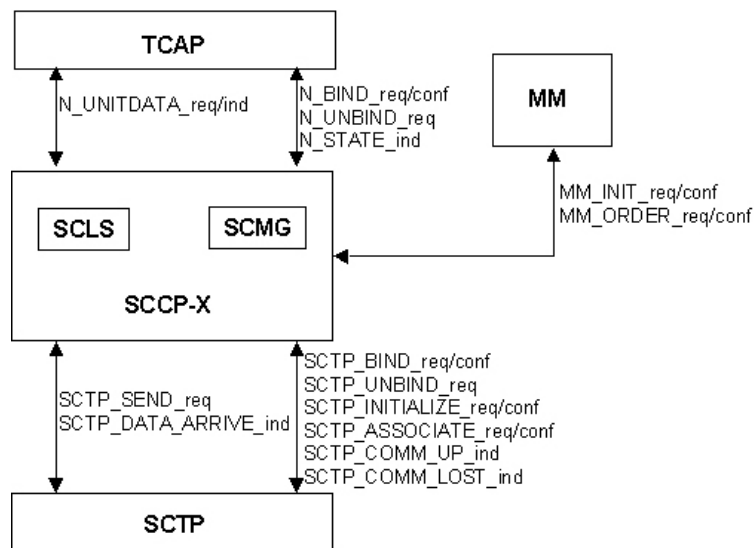 TCAP
N_UNITDATA_req/ind
N_BIND_req/conf
N_UNBIND_req
N_STATE_ind
MM
MM_INIT_req/conf
MM_ORDER_req/conf
SCLS
SCMG
SCCP-X
SCTP_SEND_req
SCTP_DATA_ARRIVE_ind
SCTP_BIND_req/conf
SCTP_UNBIND_req
SCTP_INITIALIZE_req/conf
SCTP_ASSOCIATE_req/conf
SCTP_COMM_UP_ind
SCTP_COMM_LOST_ind
SCTP